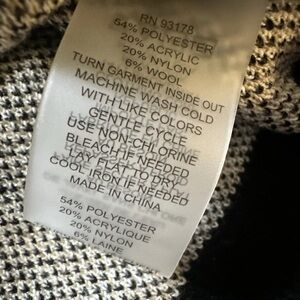 RN 93178
54% POLYESTER
20% ACRYLIC
20% NYLON
6% WOOL
TURN GARMENT INSIDE OUT
MACHINE WASH COLD
WITH LIKE COLORS
GENTLE CYCLE
USE NON-CHLORINE
BLEACH IF NEEDED
LAY FLAT TO DRY
COOL IRON IF NEEDED
MADE IN CHINA
54% POLYESTER
20% ACRYLIQUE
20% NYLON
6% LAINE